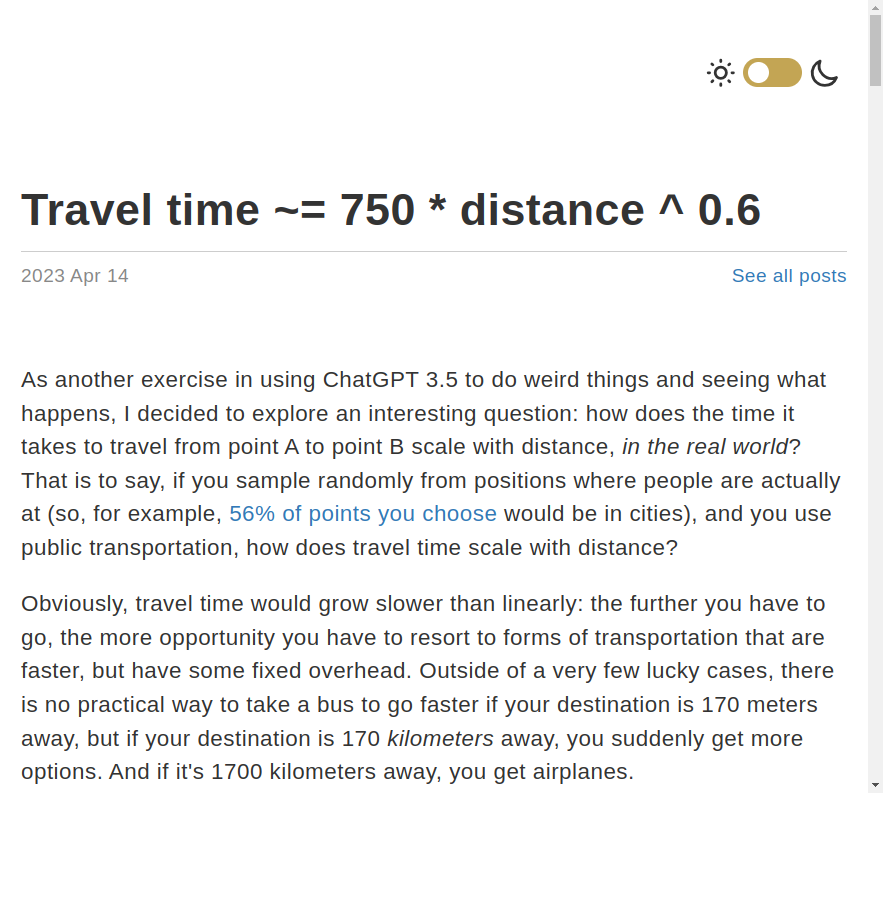 Travel time ~= 750 * distance ^ 0.6
2023 Apr 14
See all posts
As another exercise in using ChatGPT 3.5 to do weird things and seeing what
happens, I decided to explore an interesting question: how does the time it
takes to travel from point A to point B scale with distance, in the real world?
That is to say, if you sample randomly from positions where people are actually
at (so, for example, 56% of points you choose would be in cities), and you use
public transportation, how does travel time scale with distance?
Obviously, travel time would grow slower than linearly: the further you have to
go, the more opportunity you have to resort to forms of transportation that are
faster, but have some fixed overhead. Outside of a very few lucky cases, there
is no practical way to take a bus to go faster if your destination is 170 meters
away, but if your destination is 170 kilometers away, you suddenly get more
options. And if it's 1700 kilometers away, you get airplanes.